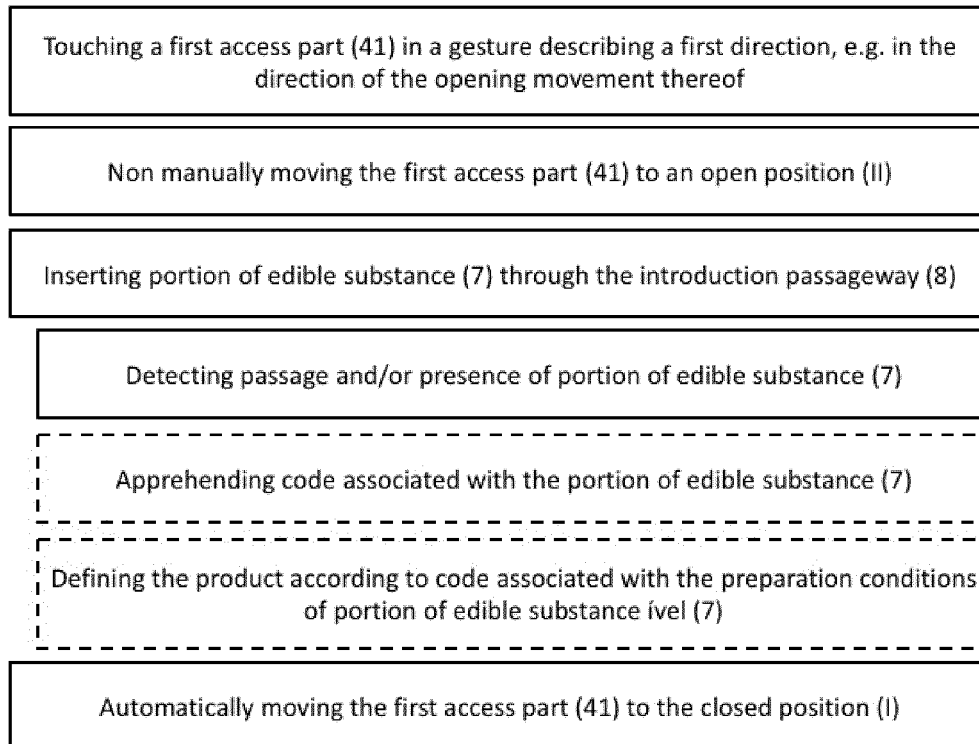 Touching a first access part (41) in a gesture describing a first direction, e.g. in the
direction of the opening movement thereof
Non manually moving the first access part (41) to an open position (II)
Inserting portion of edible substance (7) through the introduction passageway (8)
Detecting passage and/or presence of portion of edible substance (7)
Apprehending code associated with the portion of edible substance (7)
Defining the product according to code associated with the preparation conditions
of portion of edible substance ível (7)
Automatically moving the first access part (41) to the closed position (I)